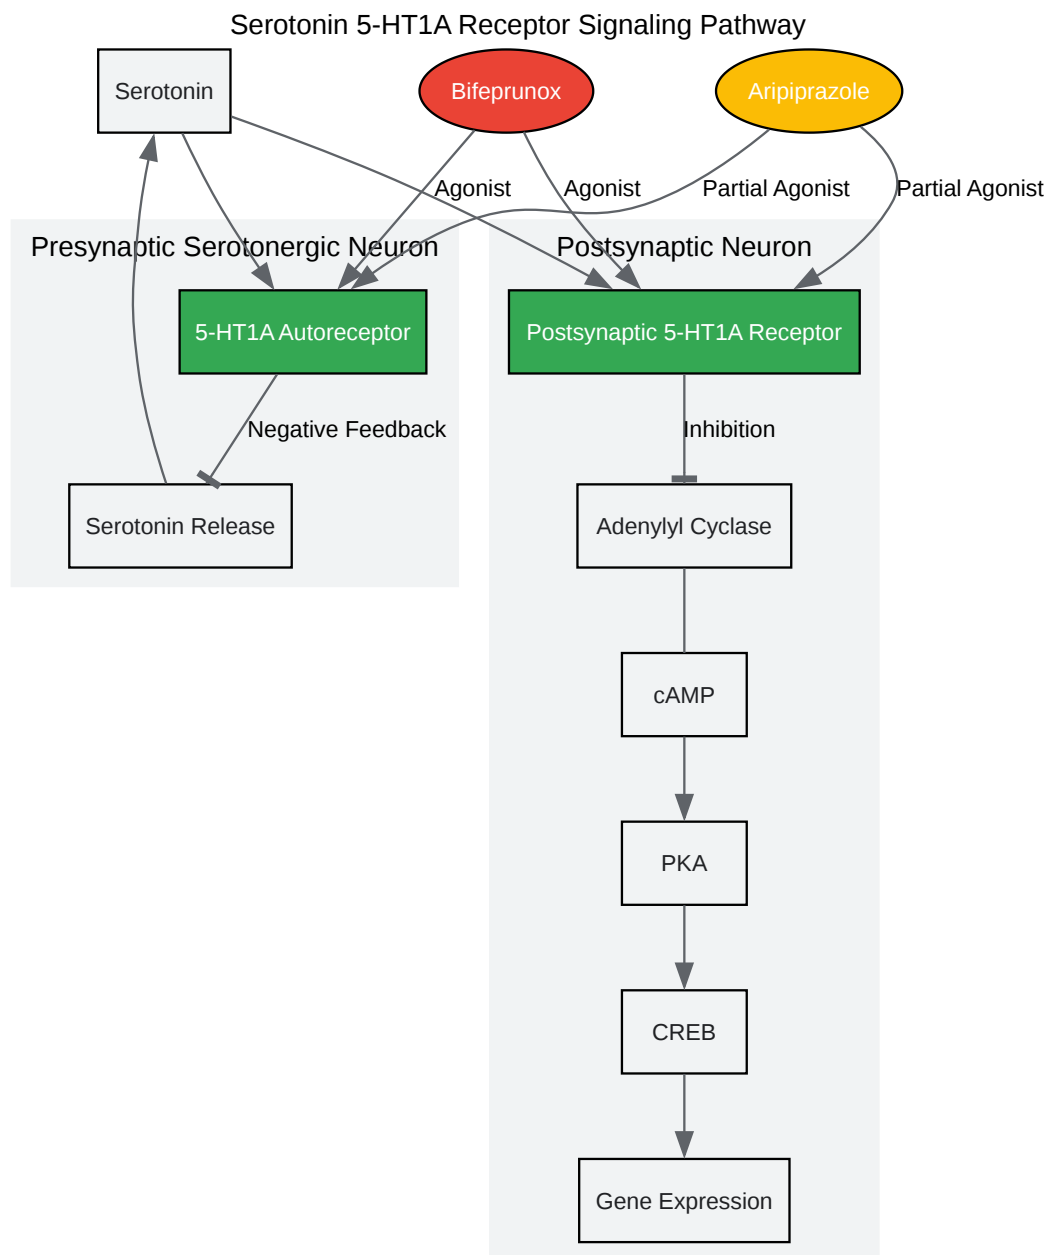 Serotonin 5-HT1A Receptor Signaling Pathway
Serotonin
Bifeprunox
Aripiprazole
Agonist
Agonist
Partial Agonist
Partial Agonist
Presynaptic Serotonergic Neuron
Postsynaptic Neuron
5-HT1A Autoreceptor
Postsynaptic 5-HT1A Receptor
Negative Feedback
Inhibition
Serotonin Release
Adenylyl Cyclase
cAMP
PKA
CREB
Gene Expression